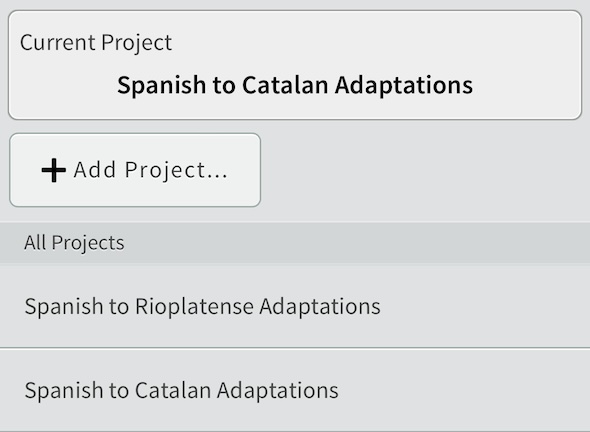 Current Project
Spanish to Catalan Adaptations
Add Project...
All Projects
Spanish to Rioplatense Adaptations
Spanish to Catalan Adaptations